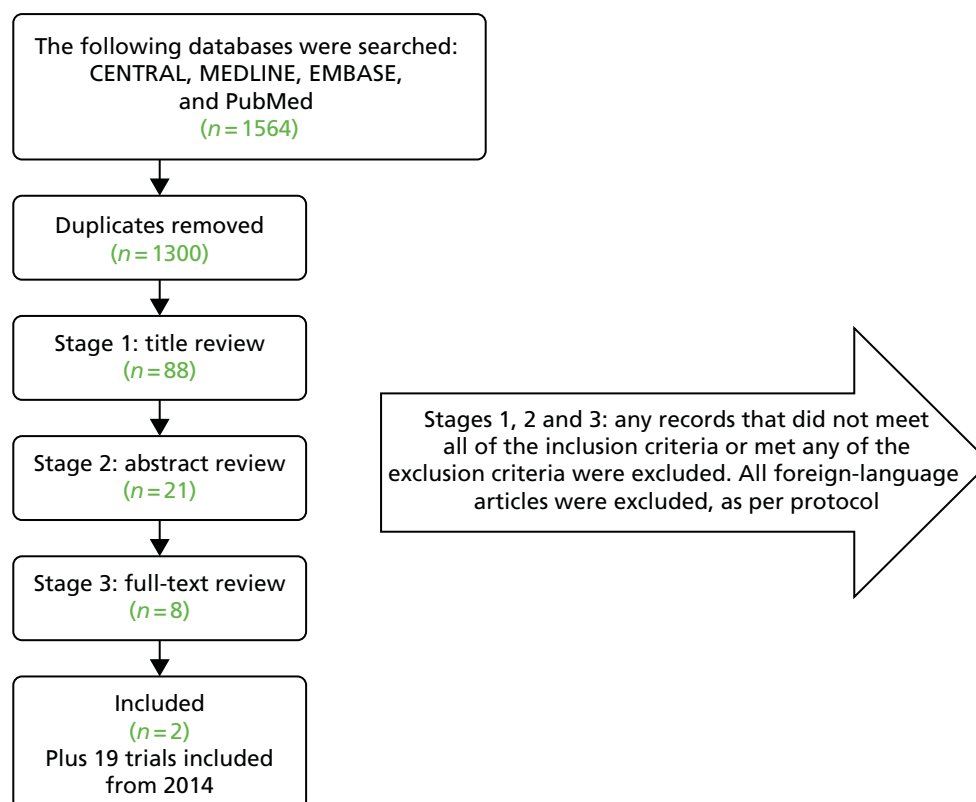 The following databases were searched:
CENTRAL, MEDLINE, EMBASE,
and PubMed
(n = 1564)
Duplicates removed
(n = 1300)
Stage 1: title review
(n = 88)
Stage 2: abstract review
(n = 21)
Stage 3: full-text review
(n = 8)
Included
(n = 2)
Plus 19 trials included
from 2014
Stages 1, 2 and 3: any records that did not meet
all of the inclusion criteria or met any of the
exclusion criteria were excluded. All foreign-language
articles were excluded, as per protocol